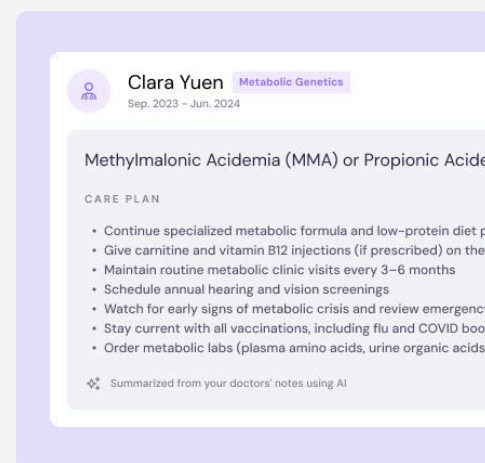 Clara Yuen Metabolic Genetics
Sep. 2023 - Jun. 2024
Methylmalonic Acidemia (MMA) or Propionic Acide
CARE PLAN
• Continue specialized metabolic formula and low-protein diet p
• Give carnitine and vitamin B12 injections (if prescribed) on the
• Maintain routine metabolic clinic visits every 3–6 months
• Schedule annual hearing and vision screenings
• Watch for early signs of metabolic crisis and review emergency
• Stay current with all vaccinations, including flu and COVID boo
• Order metabolic labs (plasma amino acids, urine organic acids
Summarized from your doctors' notes using AI